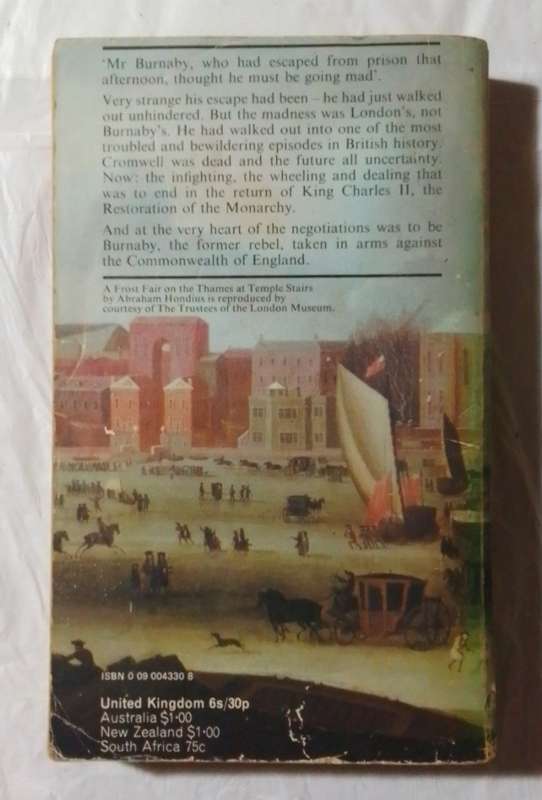 'Mr Burnaby, who had escaped from prison that
afternoon, thought he must be going mad'.
Very strange his escape had been – he had just walked
out unhindered. But the madness was London's, not
Burnaby's. He had walked out into one of the most
troubled and bewildering episodes in British history.
Cromwell was dead and the future all uncertainty.
Now: the infighting, the wheeling and dealing that
was to end in the return of King Charles II, the
Restoration of the Monarchy.
And at the very heart of the negotiations was to be
Burnaby, the former rebel, taken in arms against
the Commonwealth of England.
A Frost Fair on the Thames at Temple Stairs
by Abraham Hondius is reproduced by
courtesy of The Trustees of the London Museum.
ISBN 0 09 004330 8
United Kingdom 6s/30p
Australia $1·00
New Zealand $1·00
South Africa 75c